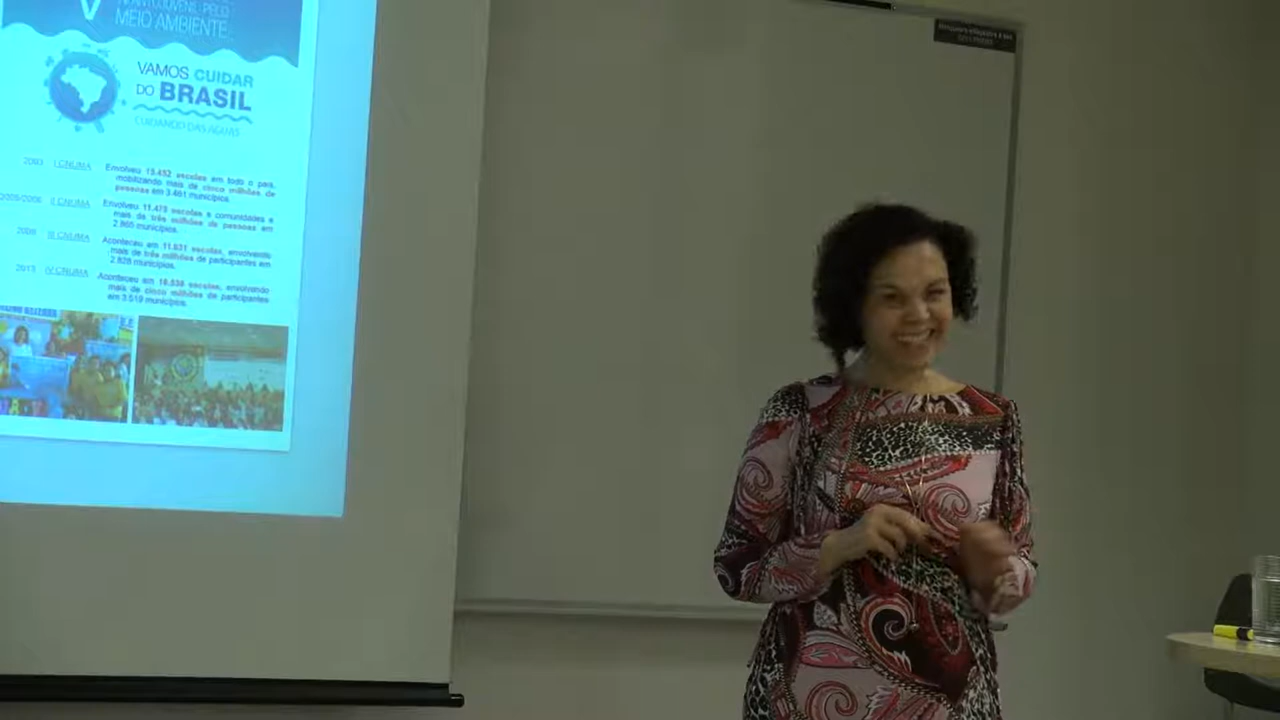 V
INFANTOJUVENIL PELO
MEIO AMBIENTE
VAMOS CUIDAR
DO BRASIL
CUIDANDO DAS ÁGUAS
2003 I CNIJMA Envolveu 15.452 escolas em todo o país,
mobilizando mais de cinco milhões de
pessoas em 3.461 municípios.
2005/2006 II CNIJMA Envolveu 11.475 escolas e comunidades e
mais de três milhões de pessoas em
2.865 municípios.
III CNIJMA Aconteceu em 11.631 escolas, envolvendo
mais de três milhões de participantes em
2.828 municípios.
2013 IV CNIJMA Aconteceu em 16.538 escolas, envolvendo
mais de cinco milhões de participantes
em 3.519 municípios.